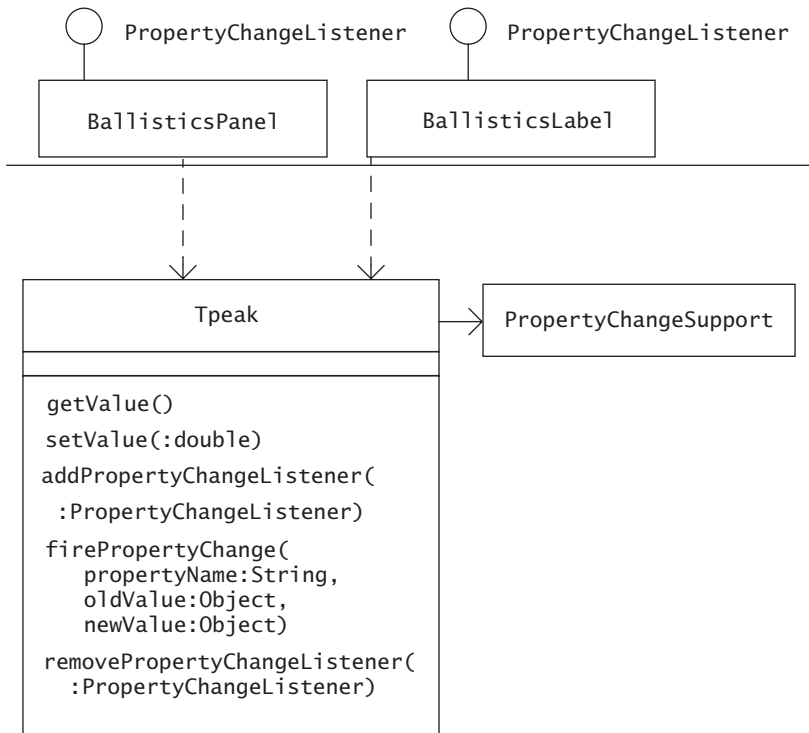 PropertyChangeListener
PropertyChangeListener
BallisticsPanel
BallisticsLabel
Tpeak
PropertyChangeSupport
getValue()
setValue(:double)
addPropertyChangeListener(
:PropertyChangeListener)
firePropertyChange(
propertyName:String,
oldValue:Object,
newValue:Object)
removePropertyChangeListener(
:PropertyChangeListener)